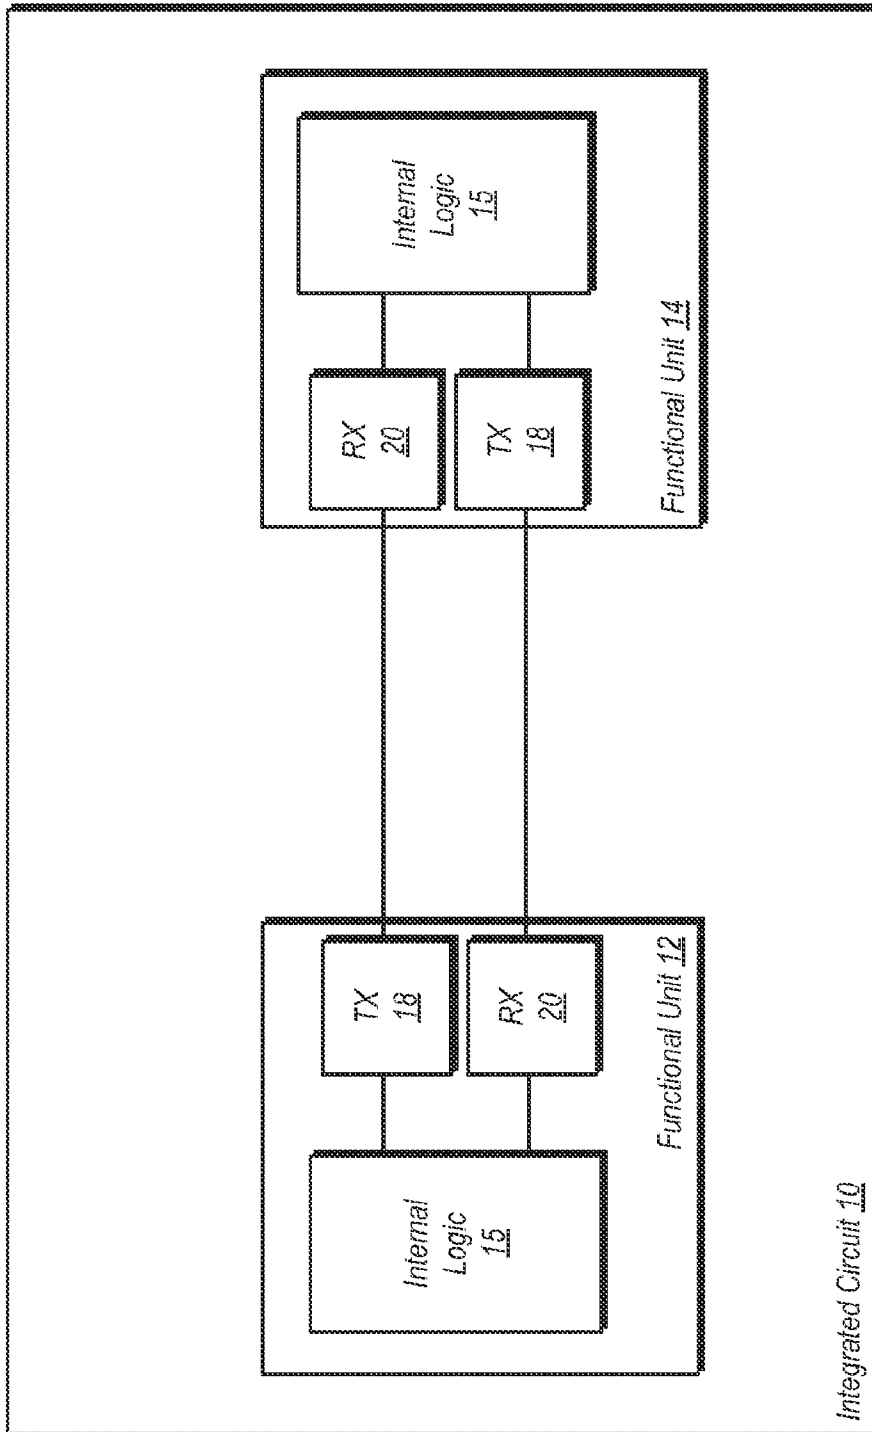 Internal
Logic
15
TX
18
RX
20
Functional Unit 12
RX
20
TX
18
Internal
Logic
15
Functional Unit 14
Integrated Circuit 10